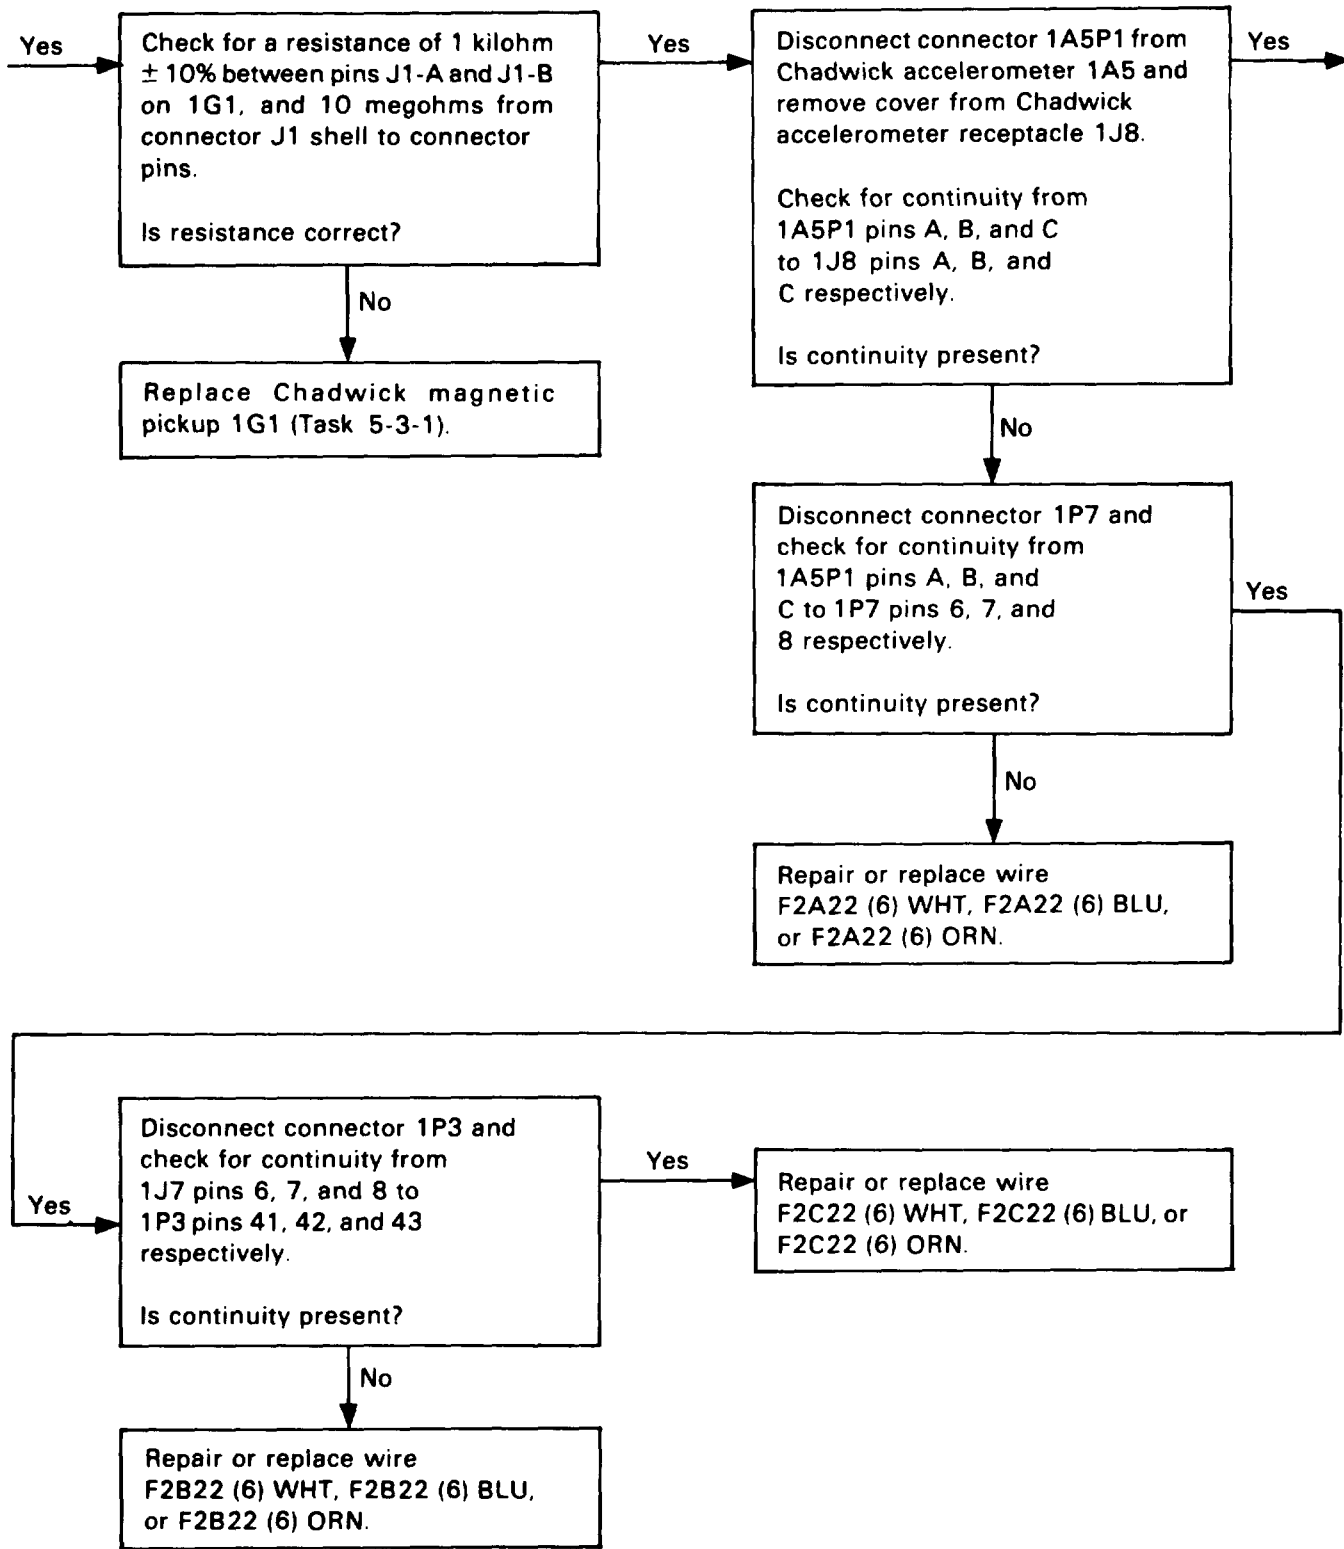 Yes
Check for a resistance of 1 kilohm
± 10% between pins J1-A and J1-B
on 1G1, and 10 megohms from
connector J1 shell to connector
pins.
Is resistance correct?
Yes
No
Replace Chadwick magnetic
pickup 1G1 (Task 5-3-1).
Disconnect connector 1A5P1 from
Chadwick accelerometer 1A5 and
remove cover from Chadwick
accelerometer receptacle 1J8.
Check for continuity from
1A5P1 pins A, B, and C
to 1J8 pins A, B, and
C respectively.
Is continuity present?
Yes
No
Disconnect connector 1P7 and
check for continuity from
1A5P1 pins A, B, and
C to 1P7 pins 6, 7, and
8 respectively.
Is continuity present?
Yes
No
Repair or replace wire
F2A22 (6) WHT, F2A22 (6) BLU,
or F2A22 (6) ORN.
Yes
Disconnect connector 1P3 and
check for continuity from
1J7 pins 6, 7, and 8 to
1P3 pins 41, 42, and 43
respectively.
Is continuity present?
Yes
Repair or replace wire
F2C22 (6) WHT, F2C22 (6) BLU, or
F2C22 (6) ORN.
No
Repair or replace wire
F2B22 (6) WHT, F2B22 (6) BLU,
or F2B22 (6) ORN.